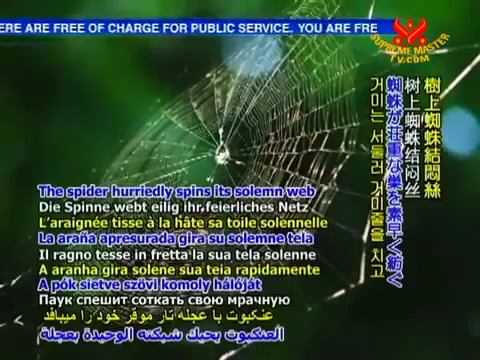 ERE ARE FREE OF CHARGE FOR PUBLIC SERVICE. YOU ARE FRE
SUPREME MASTER
TV.COM
樹上蜘蛛結悶絲
树上蜘蛛结闷丝
蜘蛛が荘重な巣を素早く紡ぐ
거미는 서둘러 거미줄을 치고
The spider hurriedly spins its solemn web
Die Spinne webt eilig ihr feierliches Netz
L'araignée tisse à la hâte sa toile solennelle
La araña apresurada gira su solemne tela
Il ragno tesse in fretta la sua tela solenne
A aranha gira solene sua teia rapidamente
A pók sietve szövi komoly hálóját
Паук спешит соткать свою мрачную
عنکبوت با عجله تار موقر خود را میبافد
العنكبوت يحيك شبكته الوحيدة بعجلة